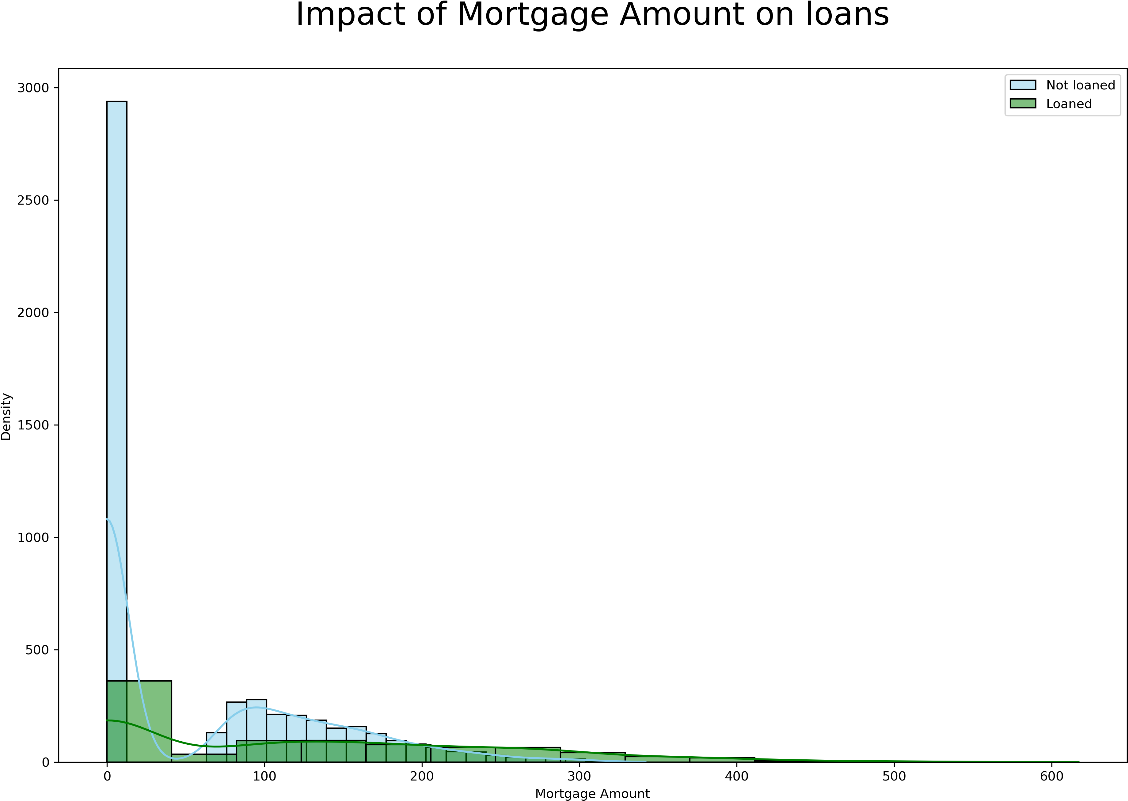 Impact of Mortgage Amount on loans
Not loaned
Loaned
3000
2500
2000
1500
1000
500
0
Density
0 100 200 300 400 500 600
Mortgage Amount